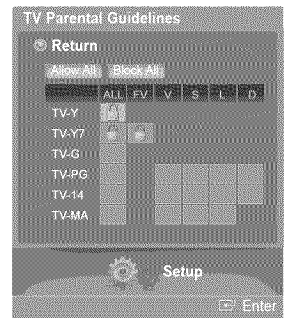 TV Parental Guidelines
Return
Allow All Block All
ALL FV V S L D
TV-Y
TV-Y7
TV-G
TV-PG
TV-14
TV-MA
Setup
Enter